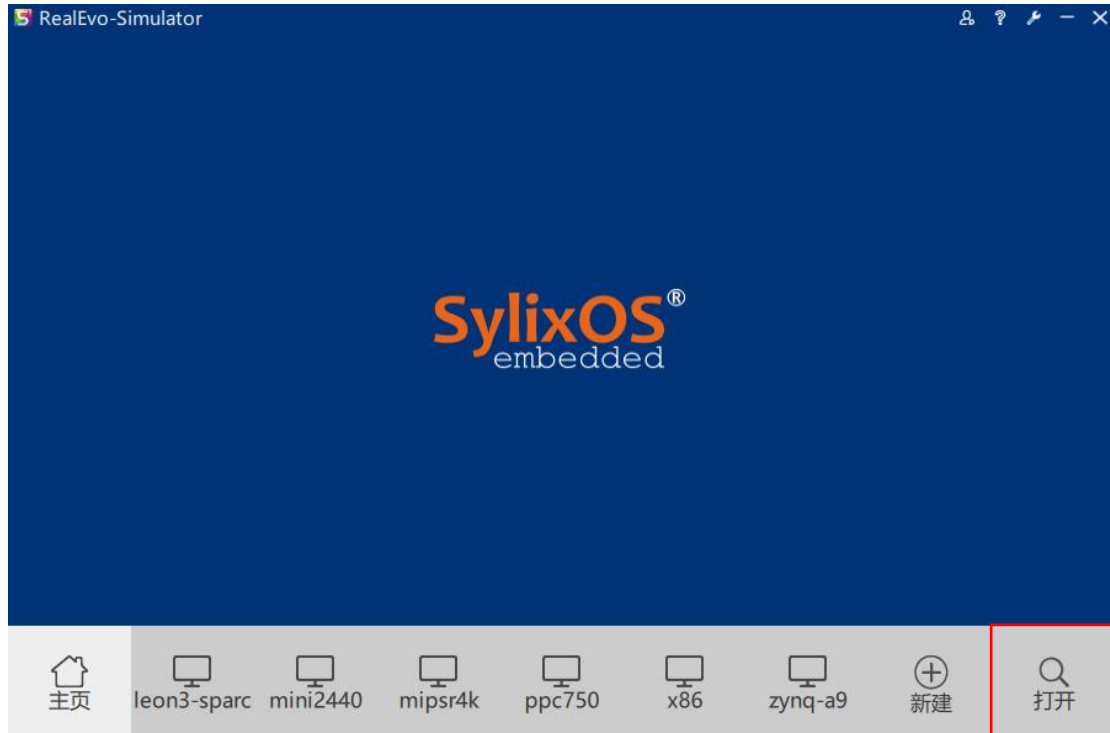 RealEvo-Simulator
SylixOS®
embedded
主页 leon3-sparc mini2440 mipsr4k ppc750 x86 zynq-a9 新建 打开